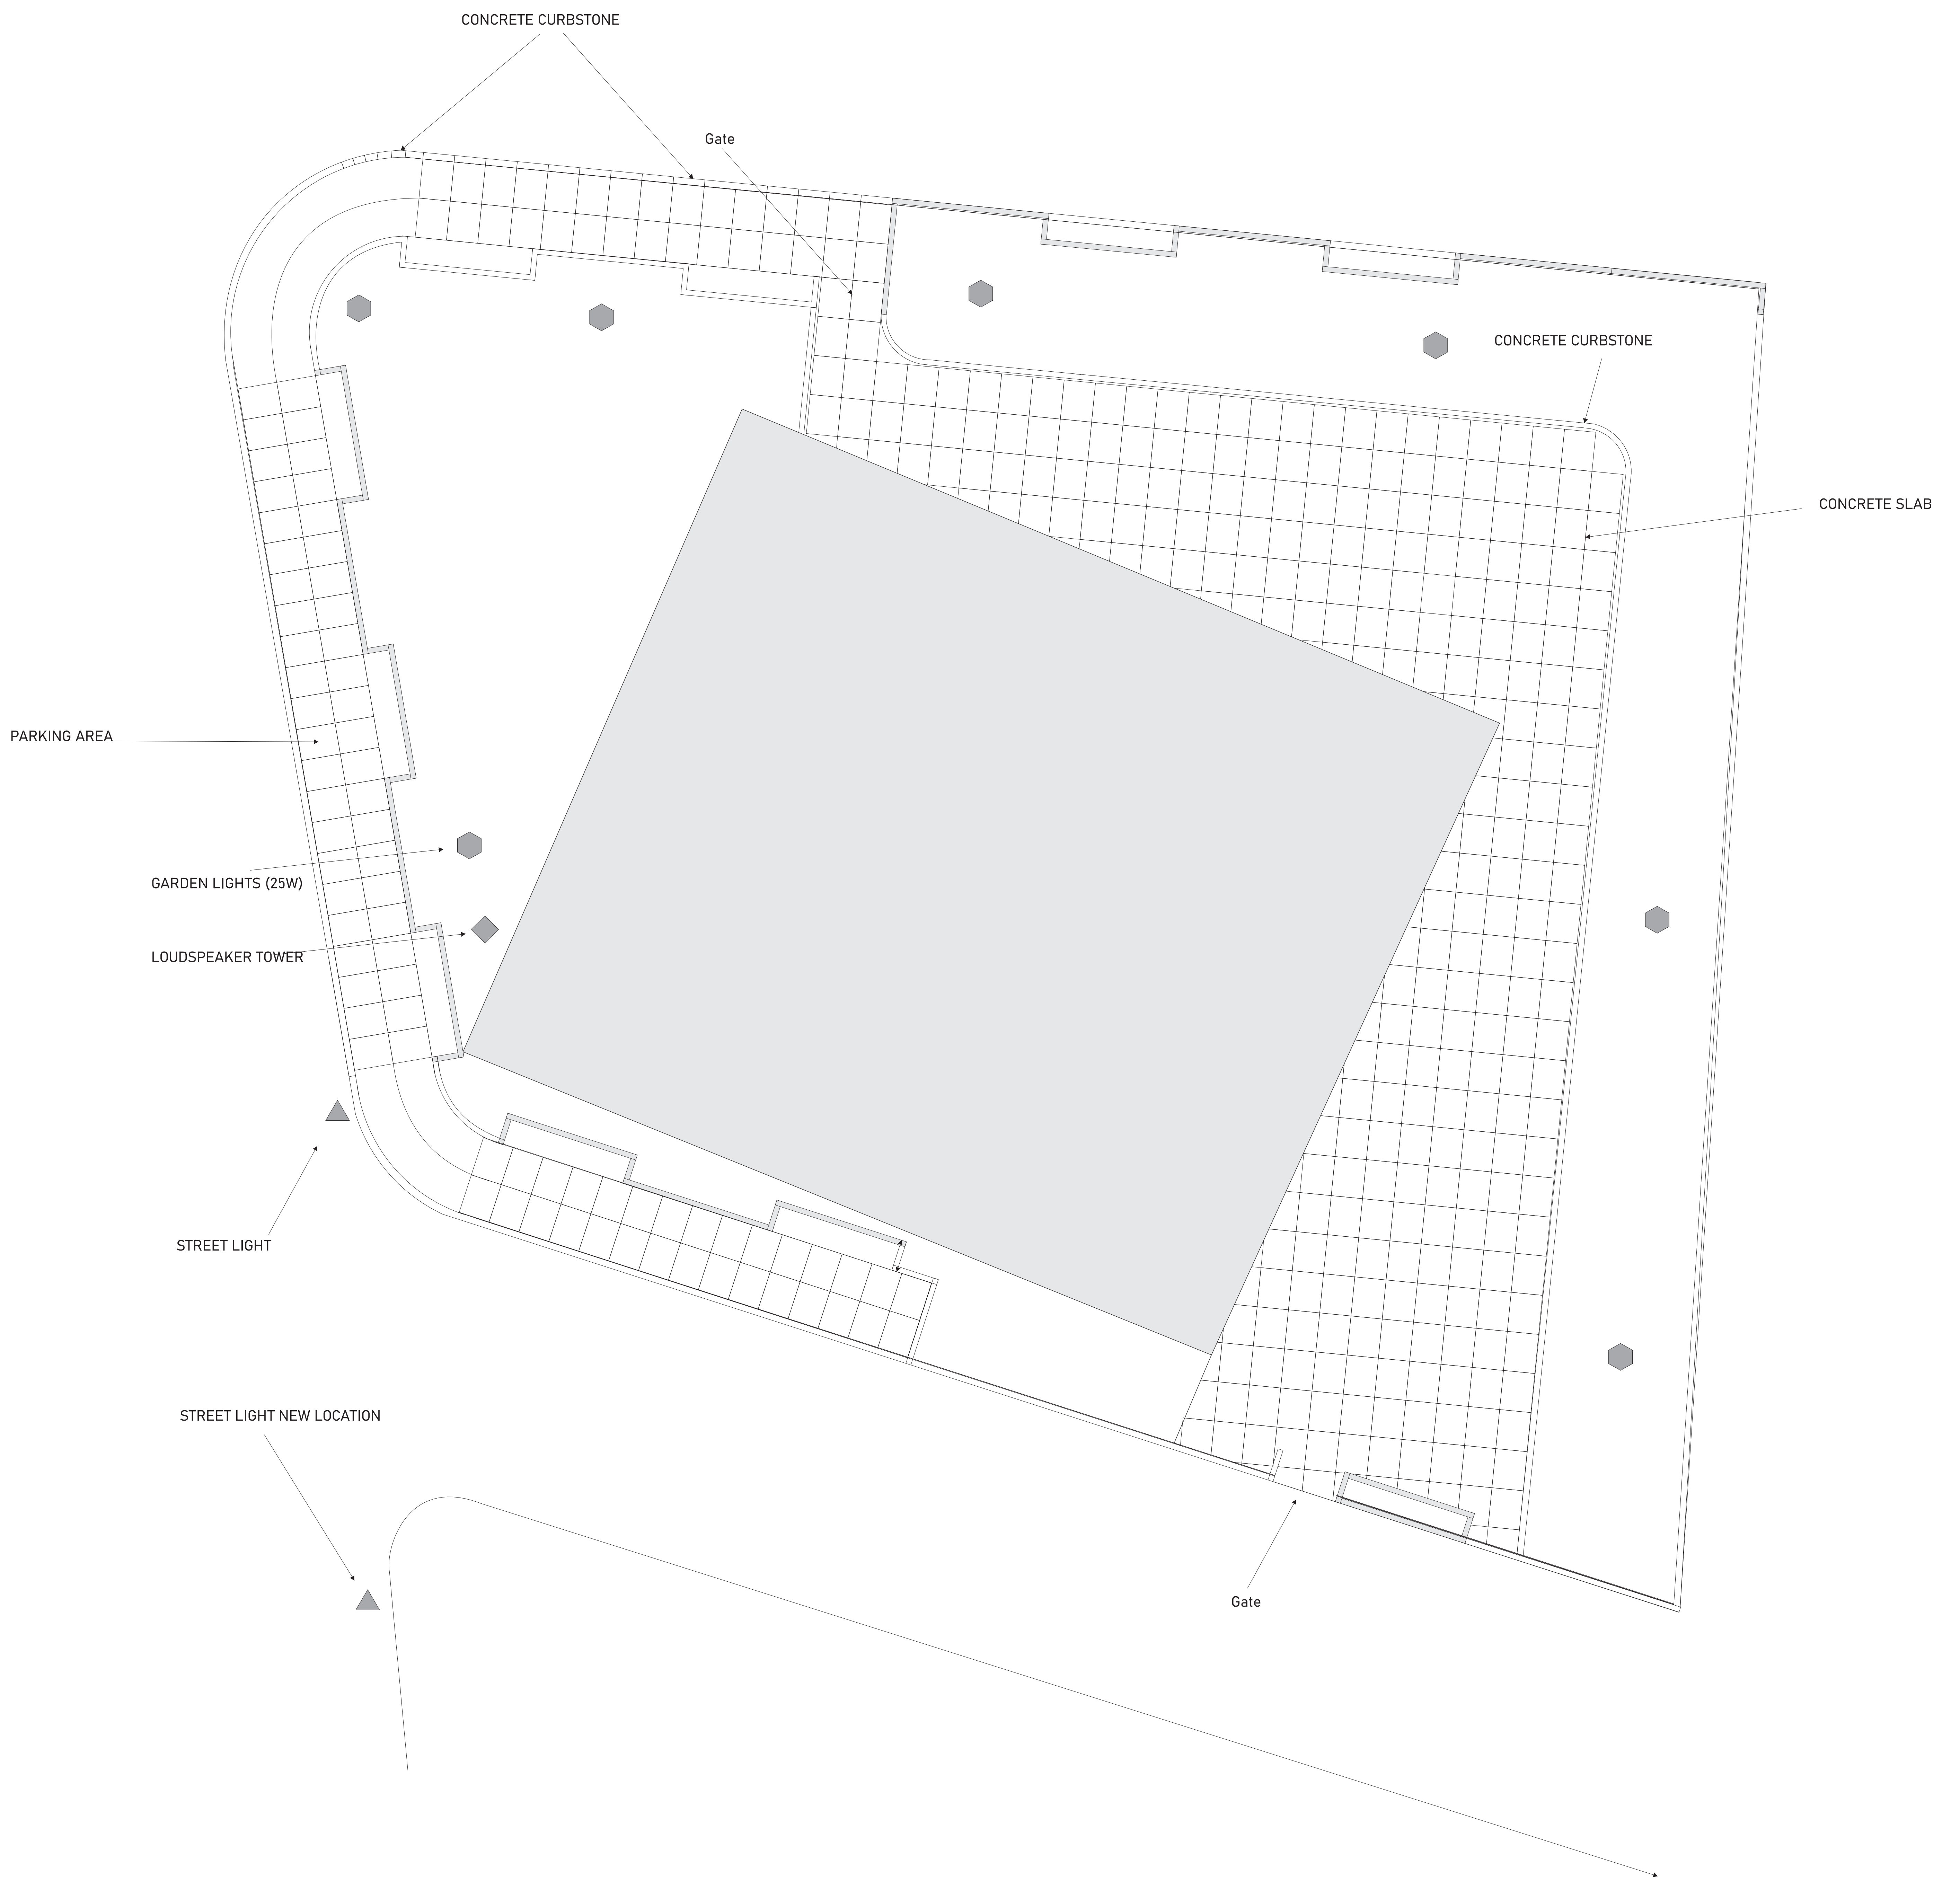 CONCRETE CURBSTONE
Gate
CONCRETE CURBSTONE
CONCRETE SLAB
PARKING AREA
GARDEN LIGHTS (25W)
LOUDSPEAKER TOWER
STREET LIGHT
STREET LIGHT NEW LOCATION
Gate